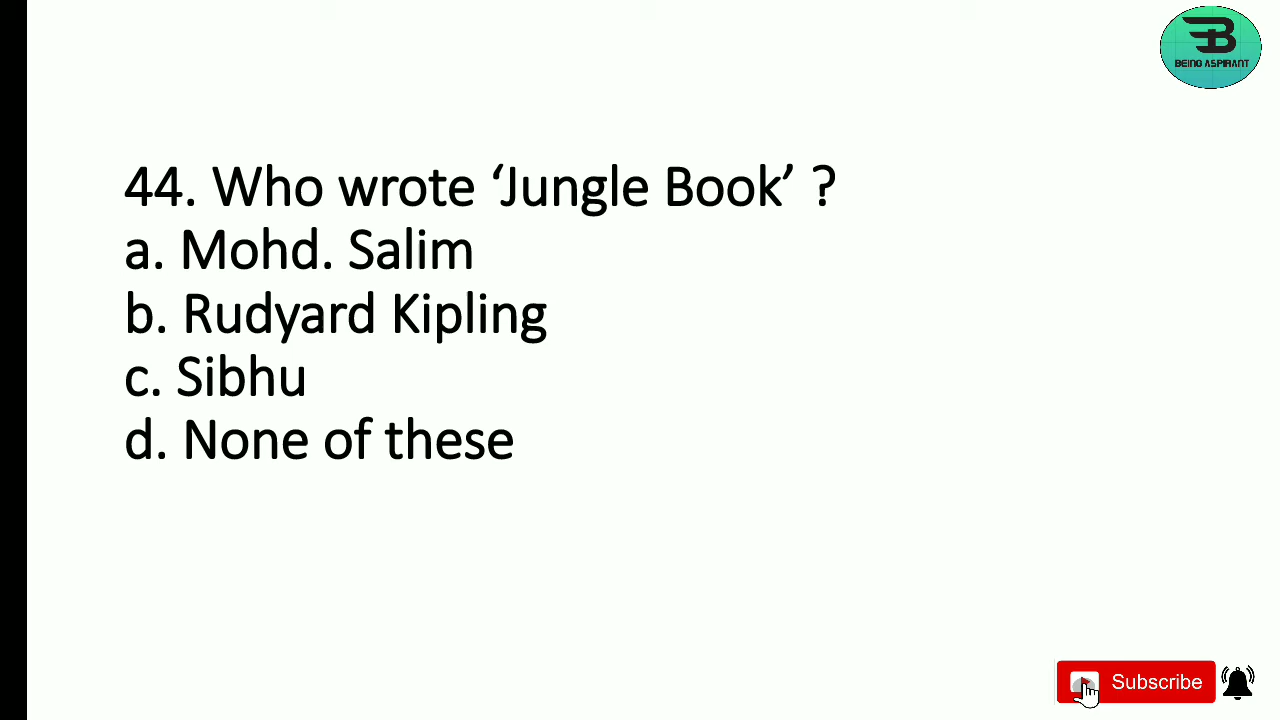 BEING ASPIRANT
44. Who wrote ‘Jungle Book’ ?
a. Mohd. Salim
b. Rudyard Kipling
c. Sibhu
d. None of these
Subscribe